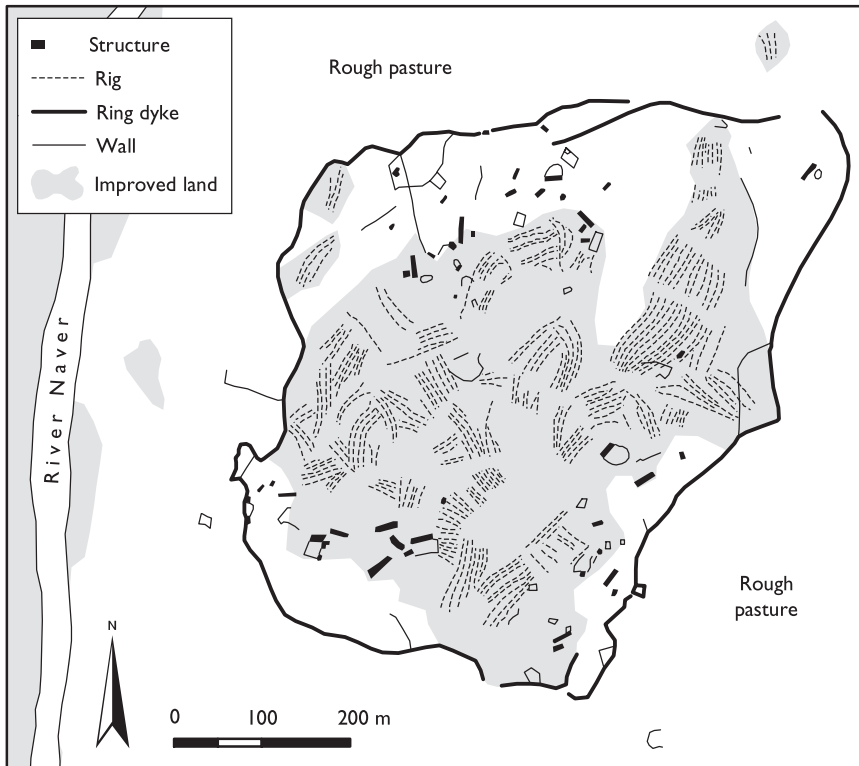 Structure
Rig
Ring dyke
Wall
Improved land
Rough pasture
River Naver
Rough
pasture
N
0 100 200 m